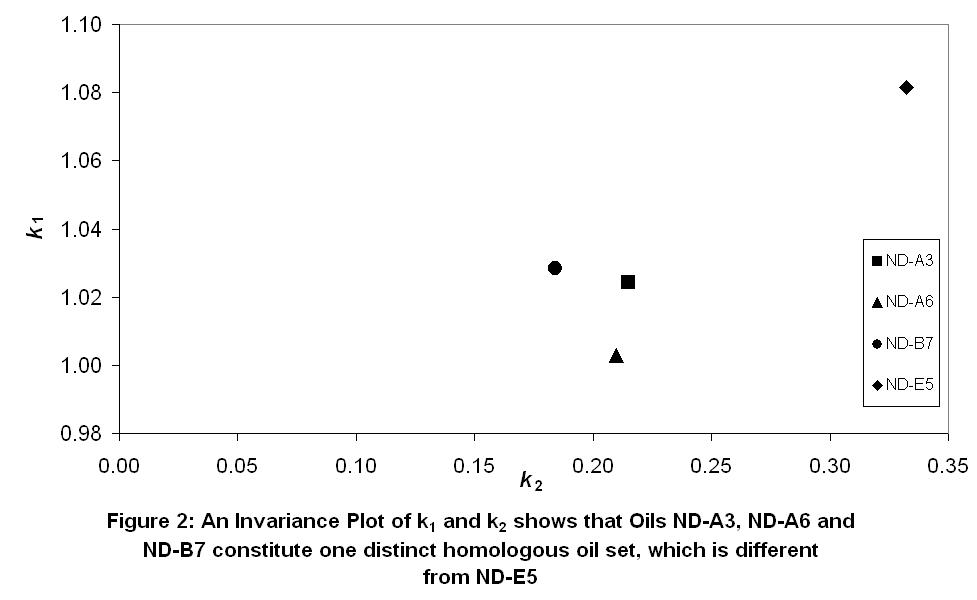 1.10
1.08
1.06
1.04
1.02
1.00
0.98
k1
0.00 0.05 0.10 0.15 0.20 0.25 0.30 0.35
k2
ND-A3
ND-A6
ND-B7
ND-E5
Figure 2: An Invariance Plot of k1 and k2 shows that Oils ND-A3, ND-A6 and
ND-B7 constitute one distinct homologous oil set, which is different
from ND-E5